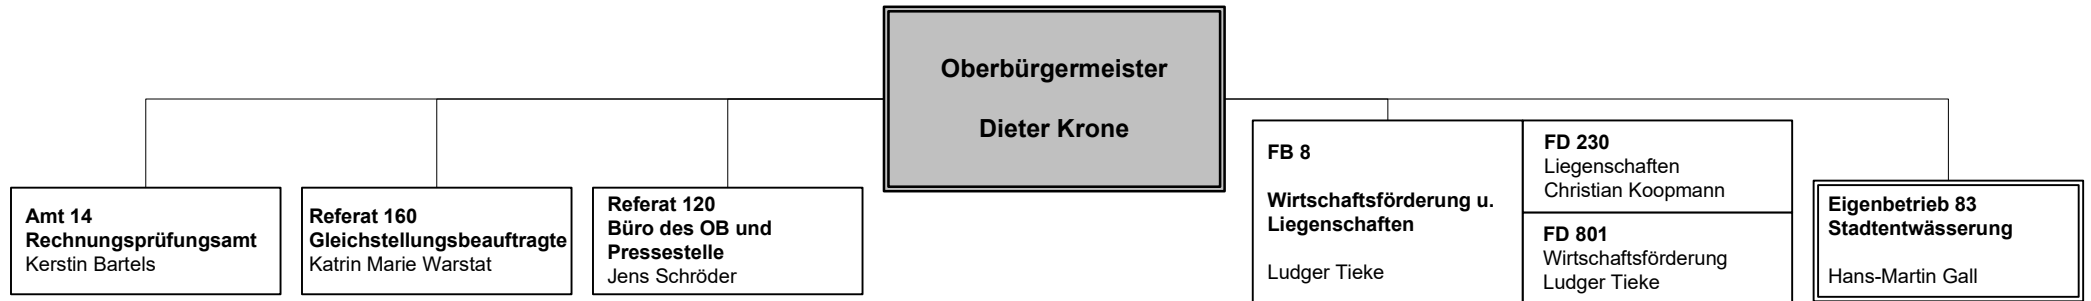 Oberbürgermeister
Dieter Krone
Amt 14
Rechnungsprüfungsamt
Kerstin Bartels
Referat 160
Gleichstellungsbeauftragte
Katrin Marie Warstat
Referat 120
Büro des OB und
Pressestelle
Jens Schröder
FB 8
Wirtschaftsförderung u.
Liegenschaften
Ludger Tieke
FD 230
Liegenschaften
Christian Koopmann
FD 801
Wirtschaftsförderung
Ludger Tieke
Eigenbetrieb 83
Stadtentwässerung
Hans-Martin Gall